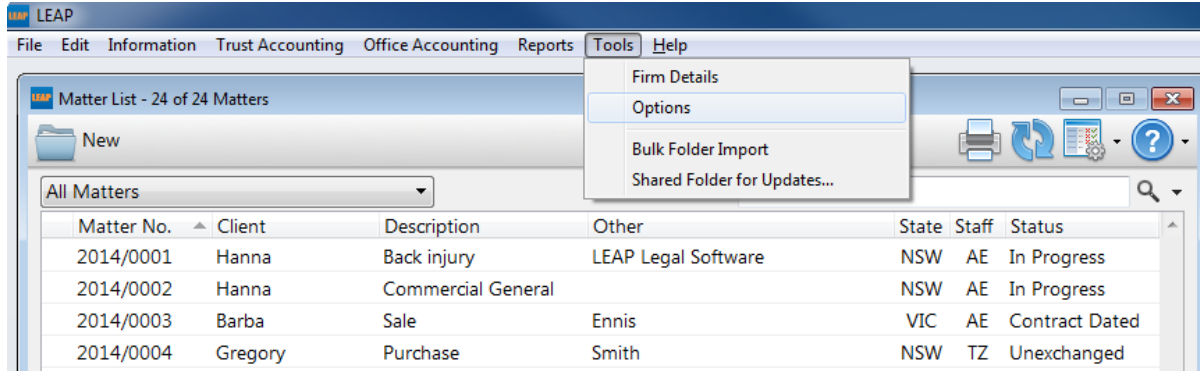 LEAP LEAP
File Edit Information Trust Accounting Office Accounting Reports Tools Help
Firm Details
LEAP Matter List - 24 of 24 Matters
Options
New
Bulk Folder Import
Shared Folder for Updates...
All Matters
Matter No. Client Description Other State Staff Status
2014/0001 Hanna Back injury LEAP Legal Software NSW AE In Progress
2014/0002 Hanna Commercial General NSW AE In Progress
2014/0003 Barba Sale Ennis VIC AE Contract Dated
2014/0004 Gregory Purchase Smith NSW TZ Unexchanged